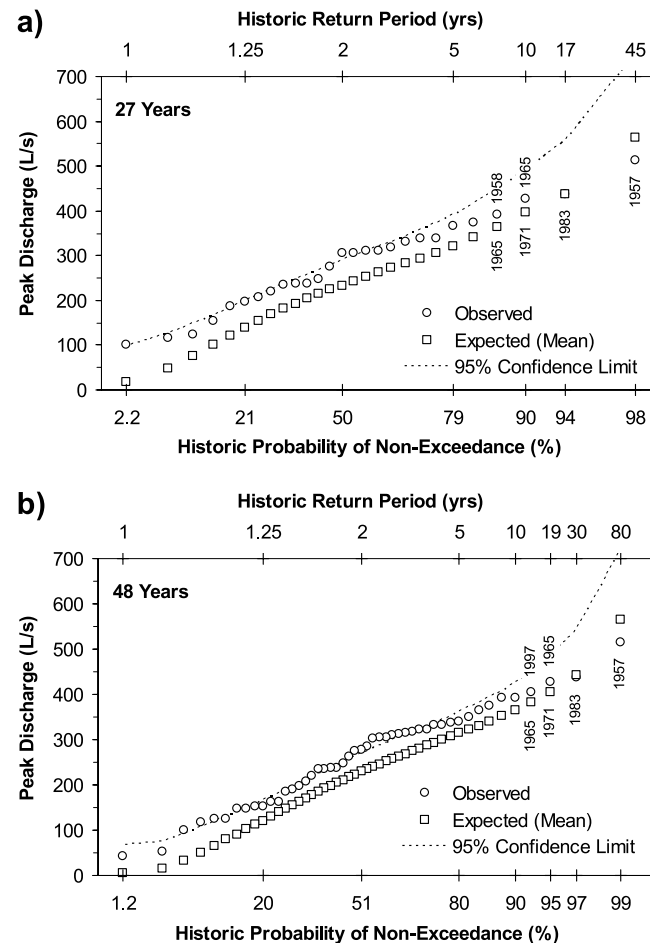 a)
Historic Return Period (yrs)
1 1.25 2 5 10 17 45
700
600
500
400
300
200
100
0
Peak Discharge (L/s)
27 Years
1958
1965
1965
1971
1983
1957
Observed
Expected (Mean)
95% Confidence Limit
2.2 21 50 79 90 94 98
Historic Probability of Non-Exceedance (%)
b)
Historic Return Period (yrs)
1 1.25 2 5 10 19 30 80
700
600
500
400
300
200
100
0
Peak Discharge (L/s)
48 Years
1997
1965
1965
1971
1983
1957
Observed
Expected (Mean)
95% Confidence Limit
1.2 20 51 80 90 95 97 99
Historic Probability of Non-Exceedance (%)